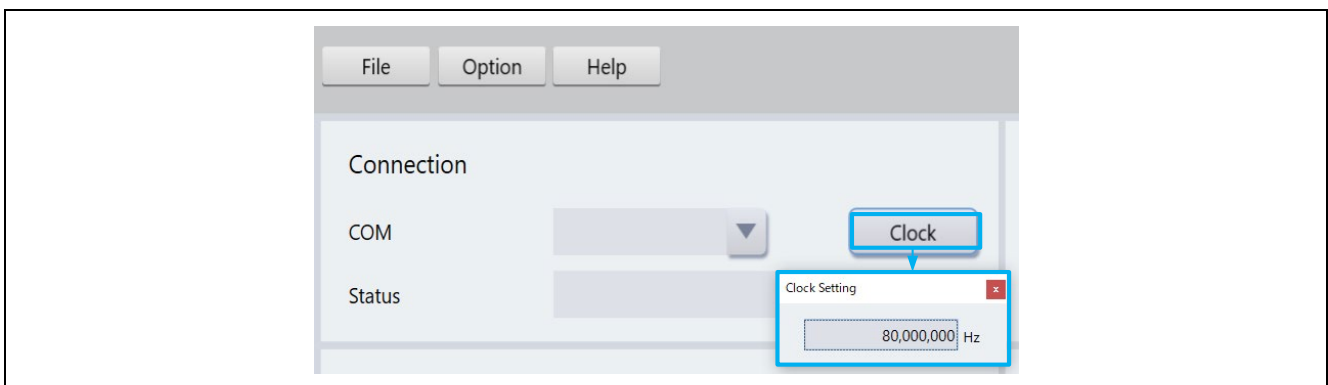 File Option Help
Connection
COM
Clock
Status
Clock Setting
x
80,000,000 Hz